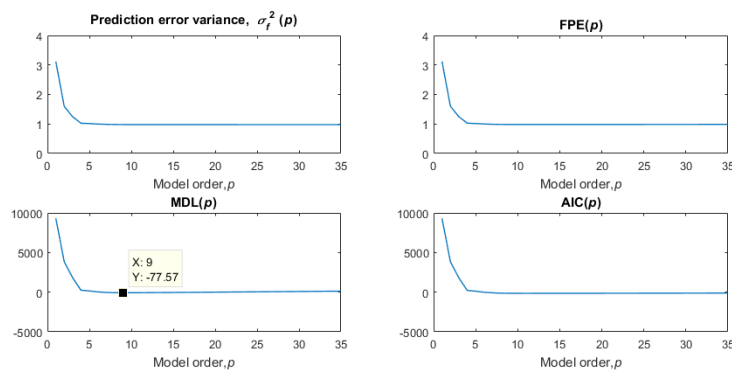 Prediction error variance, σ_f^2 (p)
4
3
2
1
0
0 5 10 15 20 25 30 35
Model order,p
FPE(p)
4
3
2
1
0
0 5 10 15 20 25 30 35
Model order,p
MDL(p)
10000
5000
0
-5000
X: 9
Y: -77.57
0 5 10 15 20 25 30 35
Model order,p
AIC(p)
10000
5000
0
-5000
0 5 10 15 20 25 30 35
Model order,p